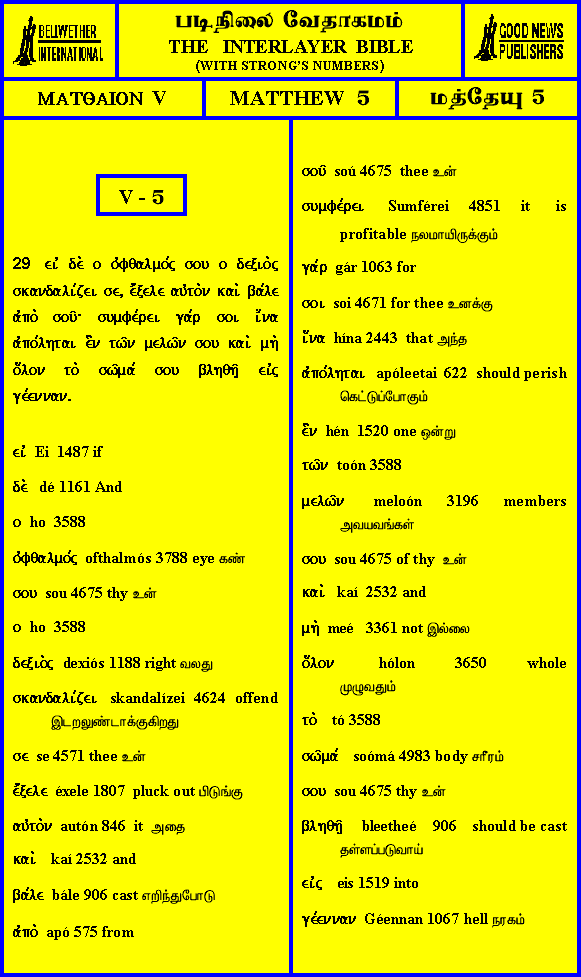 BELLWETHER
INTERNATIONAL
படிநிலை வேதாகமம்
THE INTERLAYER BIBLE
(WITH STRONG'S NUMBERS)
GOOD NEWS
PUBLISHERS
ΜΑΤΘΑΙΟΝ V
MATTHEW 5
மத்தேயு 5
V - 5
29 εἰ δὲ ο ὀφθαλμός σου ο δεξιὸς
σκανδαλίζει σε, ἔξελε αὐτὸν καὶ βάλε
ἀπὸ σοῦ· συμφέρει γάρ σοι ἵνα
ἀπόληται ἓν τῶν μελῶν σου καὶ μὴ
ὅλον τὸ σῶμά σου βληθῇ εἰς
γέενναν.
εἰ Ei 1487 if
δὲ dé 1161 And
ο ho 3588
ὀφθαλμός ofthalmós 3788 eye கண்
σου sou 4675 thy உன்
ο ho 3588
δεξιὸς dexiós 1188 right வலது
σκανδαλίζει skandalízei 4624 offend
இடறலுண்டாக்குகிறது
σε se 4571 thee உன்
ἔξελε éxele 1807 pluck out பிடுங்கு
αὐτὸν autón 846 it அதை
καὶ kaí 2532 and
βάλε bále 906 cast எறிந்துபோடு
ἀπὸ apó 575 from
σοῦ soú 4675 thee உன்
συμφέρει Sumférei 4851 it is
profitable நலமாயிருக்கும்
γάρ gár 1063 for
σοι soi 4671 for thee உனக்கு
ἵνα hína 2443 that அந்த
ἀπόληται apóleetai 622 should perish
கெட்டுப்போகும்
ἓν hén 1520 one ஒன்று
τῶν toón 3588
μελῶν meloón 3196 members
அவயவங்கள்
σου sou 4675 of thy உன்
καὶ kaí 2532 and
μὴ meé 3361 not இல்லை
ὅλον hólon 3650 whole
முழுவதும்
τὸ tó 3588
σῶμά soómá 4983 body சரீரம்
σου sou 4675 thy உன்
βληθῇ bleetheé 906 should be cast
தள்ளப்படுவாய்
εἰς eis 1519 into
γέενναν Géennan 1067 hell நரகம்